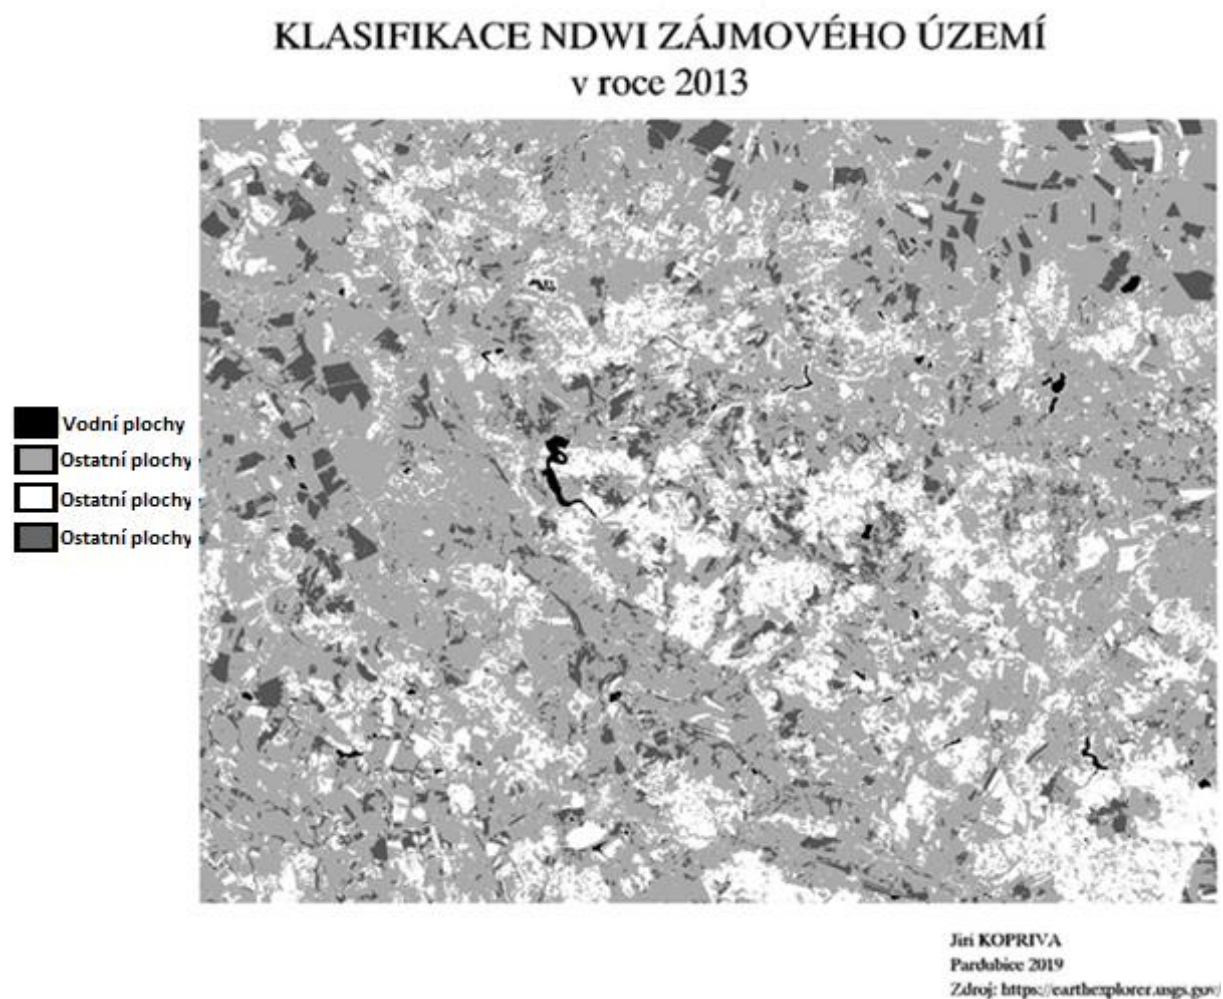 KLASIFIKACE NDWI ZÁJMOVÉHO ÚZEMÍ
v roce 2013
Vodní plochy
Ostatní plochy
Ostatní plochy
Ostatní plochy
Jiri KOPRIVA
Pardubice 2019
Zdroj: https://earthexplorer.usgs.gov/